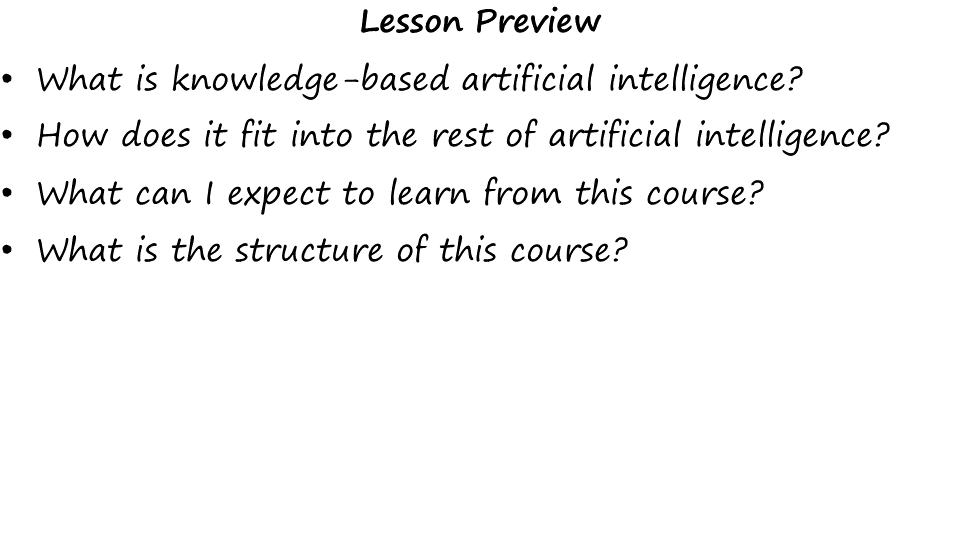 Lesson Preview
• What is knowledge-based artificial intelligence?
• How does it fit into the rest of artificial intelligence?
• What can I expect to learn from this course?
• What is the structure of this course?